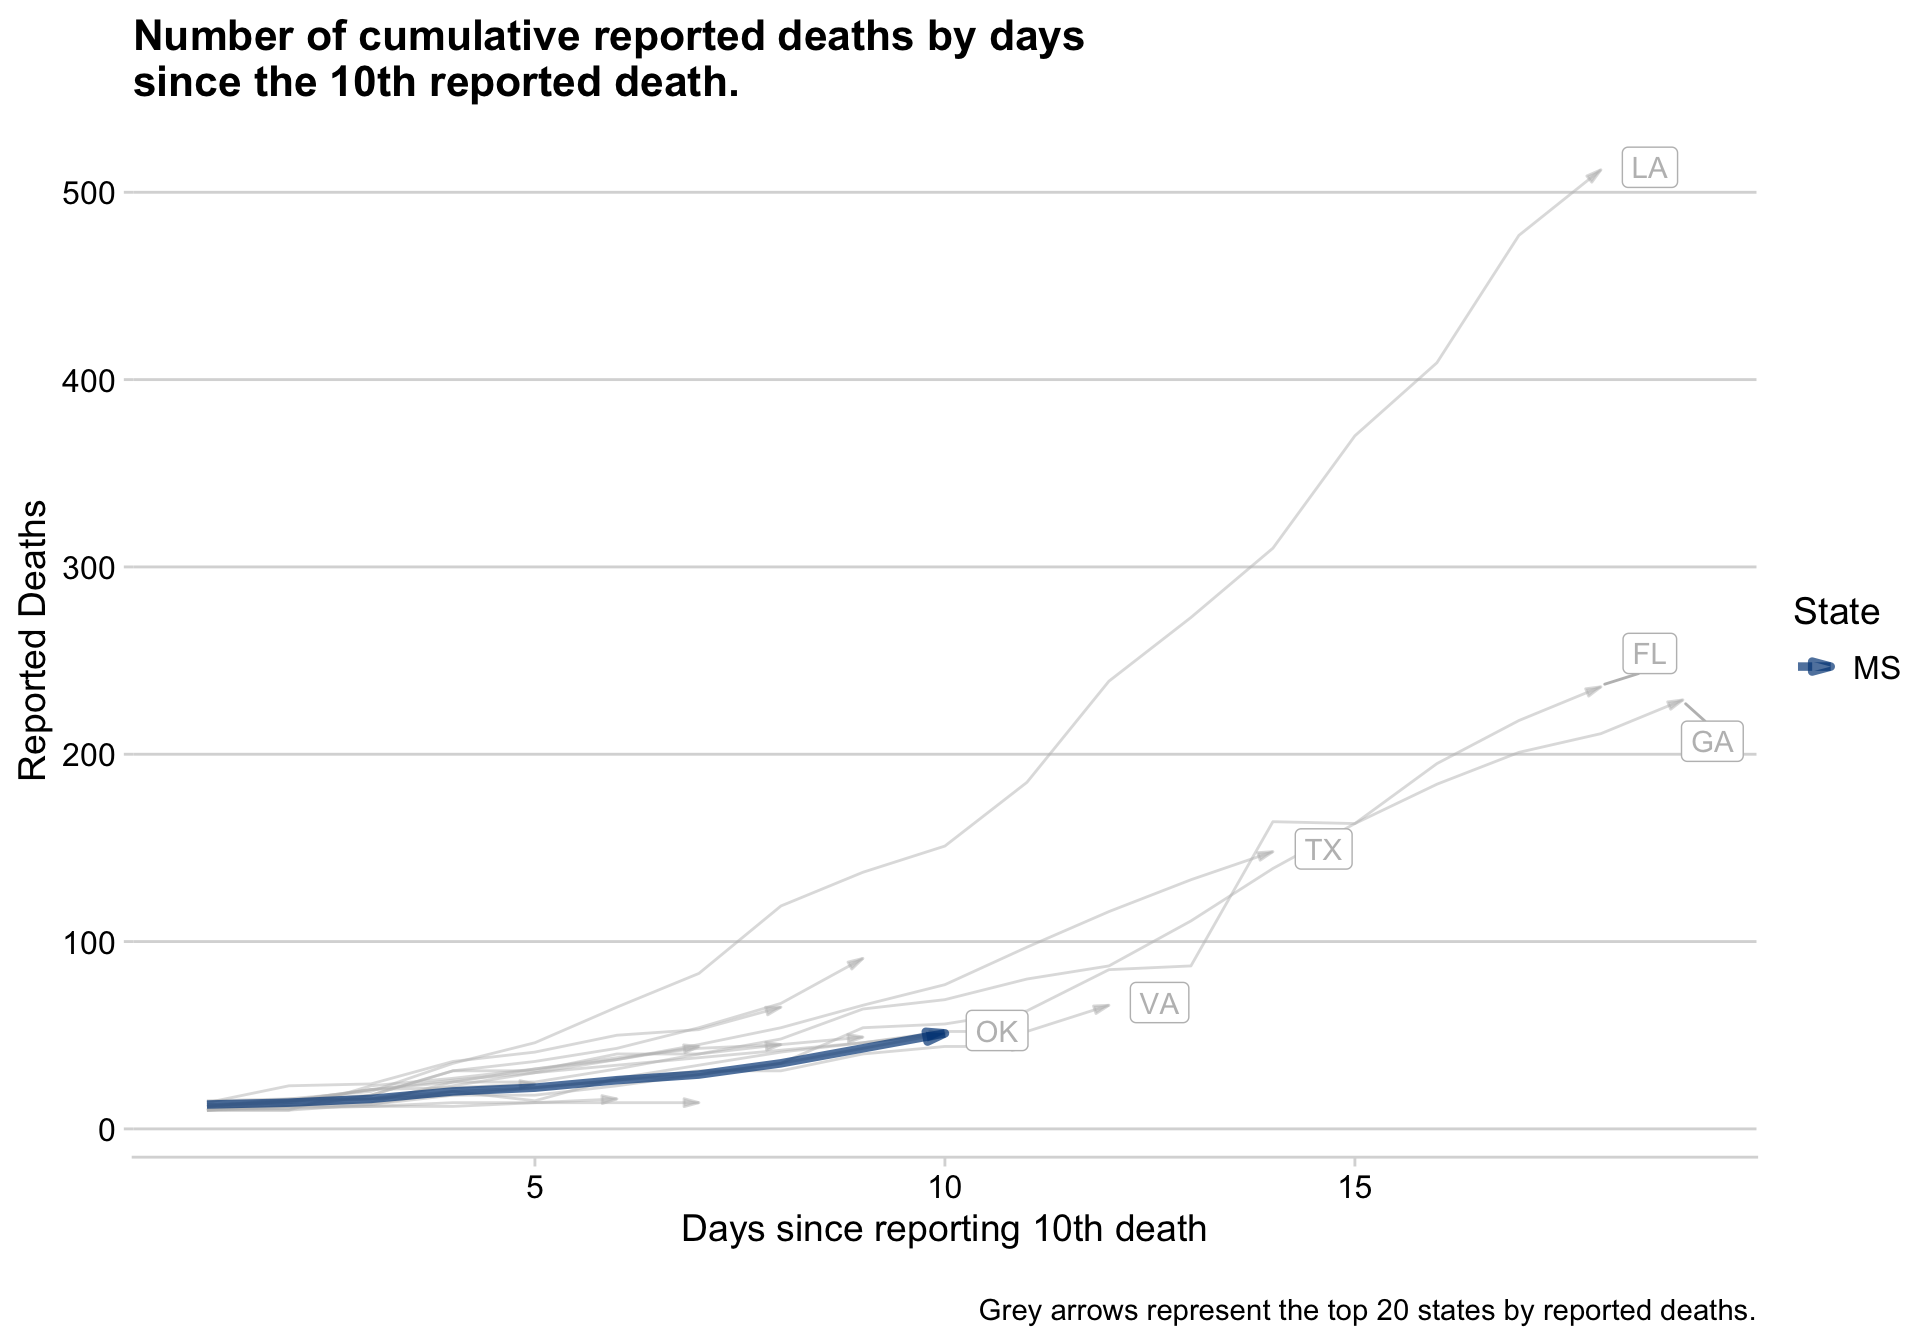 Number of cumulative reported deaths by days
since the 10th reported death.
LA
500
400
300
FL
GA
200
TX
100
VA
OK
0
5
10
15
Reported Deaths
Days since reporting 10th death
State
MS
Grey arrows represent the top 20 states by reported deaths.